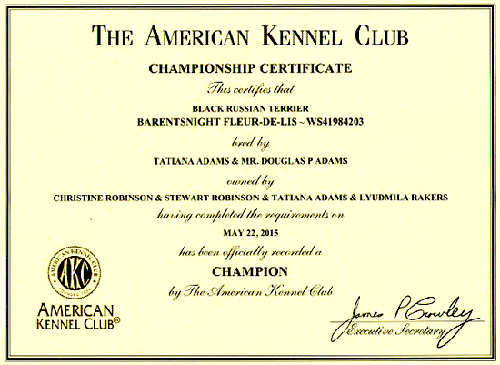 THE AMERICAN KENNEL CLUB
CHAMPIONSHIP CERTIFICATE
This certifies that
BLACK RUSSIAN TERRIER
BARENTSNIGHT FLEUR-DE-LIS ~ WS41984203
bred by
TATIANA ADAMS & MR. DOUGLAS P ADAMS
owned by
CHRISTINE ROBINSON & STEWART ROBINSON & TATIANA ADAMS & LYUDMILA RAKERS
having completed the requirements on
MAY 22, 2015
has been officially recorded a
CHAMPION
by The American Kennel Club
AMERICAN KENNEL CLUB
AKC
AMERICAN
KENNEL CLUB®
James P Crowley
Executive Secretary